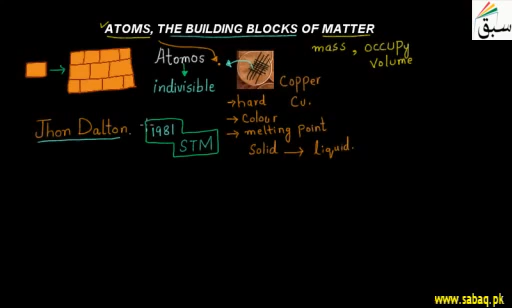 ATOMS, THE BUILDING BLOCKS OF MATTER
سبق
mass, occupy
volume
Atomos
indivisible
Copper
Cu.
→ hard
→ Colour
→ melting point
Solid → liquid.
Jhon Dalton.
1981
STM
www.sabaq.pk